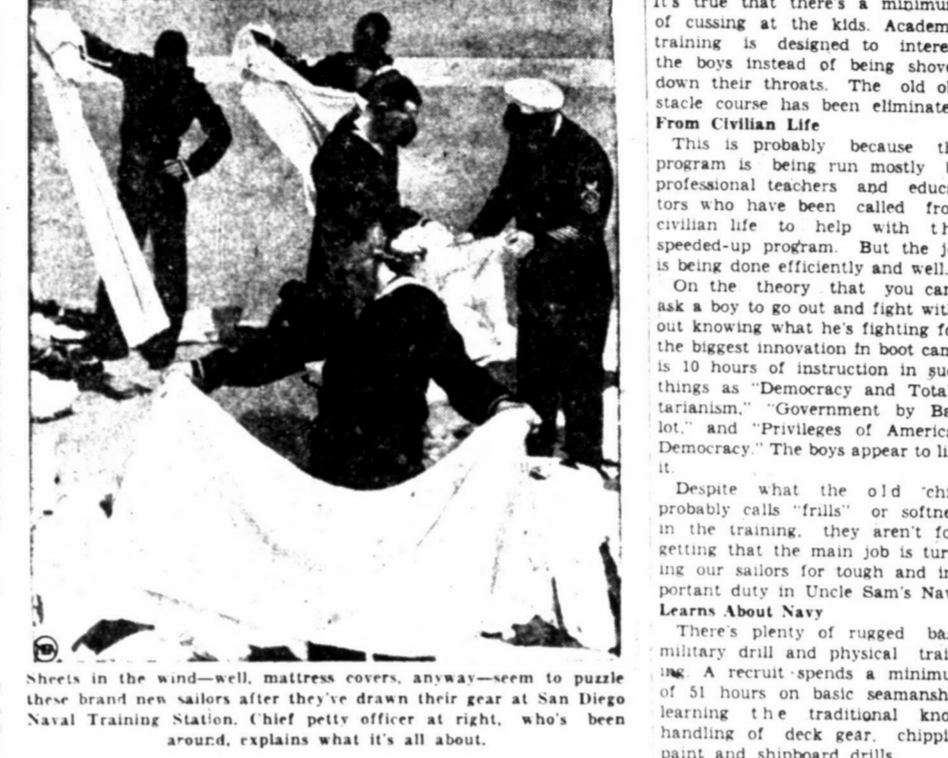 Sheets in the wind—well, mattress covers, anyway—seem to puzzle
these brand new sailors after they've drawn their gear at San Diego
Naval Training Station. Chief petty officer at right, who's been
around, explains what it's all about.
It's true that there's a minimu
of cussing at the kids. Academ
training is designed to intere
the boys instead of being shove
down their throats. The old o
stacle course has been eliminate
From Civilian Life
This is probably because th
program is being run mostly
professional teachers and educa
tors who have been called fro
civilian life to help with th
speeded-up program. But the j
is being done efficiently and well.
On the theory that you can
ask a boy to go out and fight with
out knowing what he's fighting fo
the biggest innovation in boot cam
is 10 hours of instruction in suc
things as "Democracy and Tota
tarianism," "Government by Ba
lot," and "Privileges of Americ
Democracy." The boys appear to li
it.
Despite what the old 'chi
probably calls "frills" or softne
in the training, they aren't fo
getting that the main job is tur
ing our sailors for tough and i
portant duty in Uncle Sam's Nav
Learns About Navy
There's plenty of rugged ba
military drill and physical trai
ing. A recruit spends a minimu
of 51 hours on basic seamansh
learning the traditional kno
handling of deck gear, chippi
paint and shipboard drills.